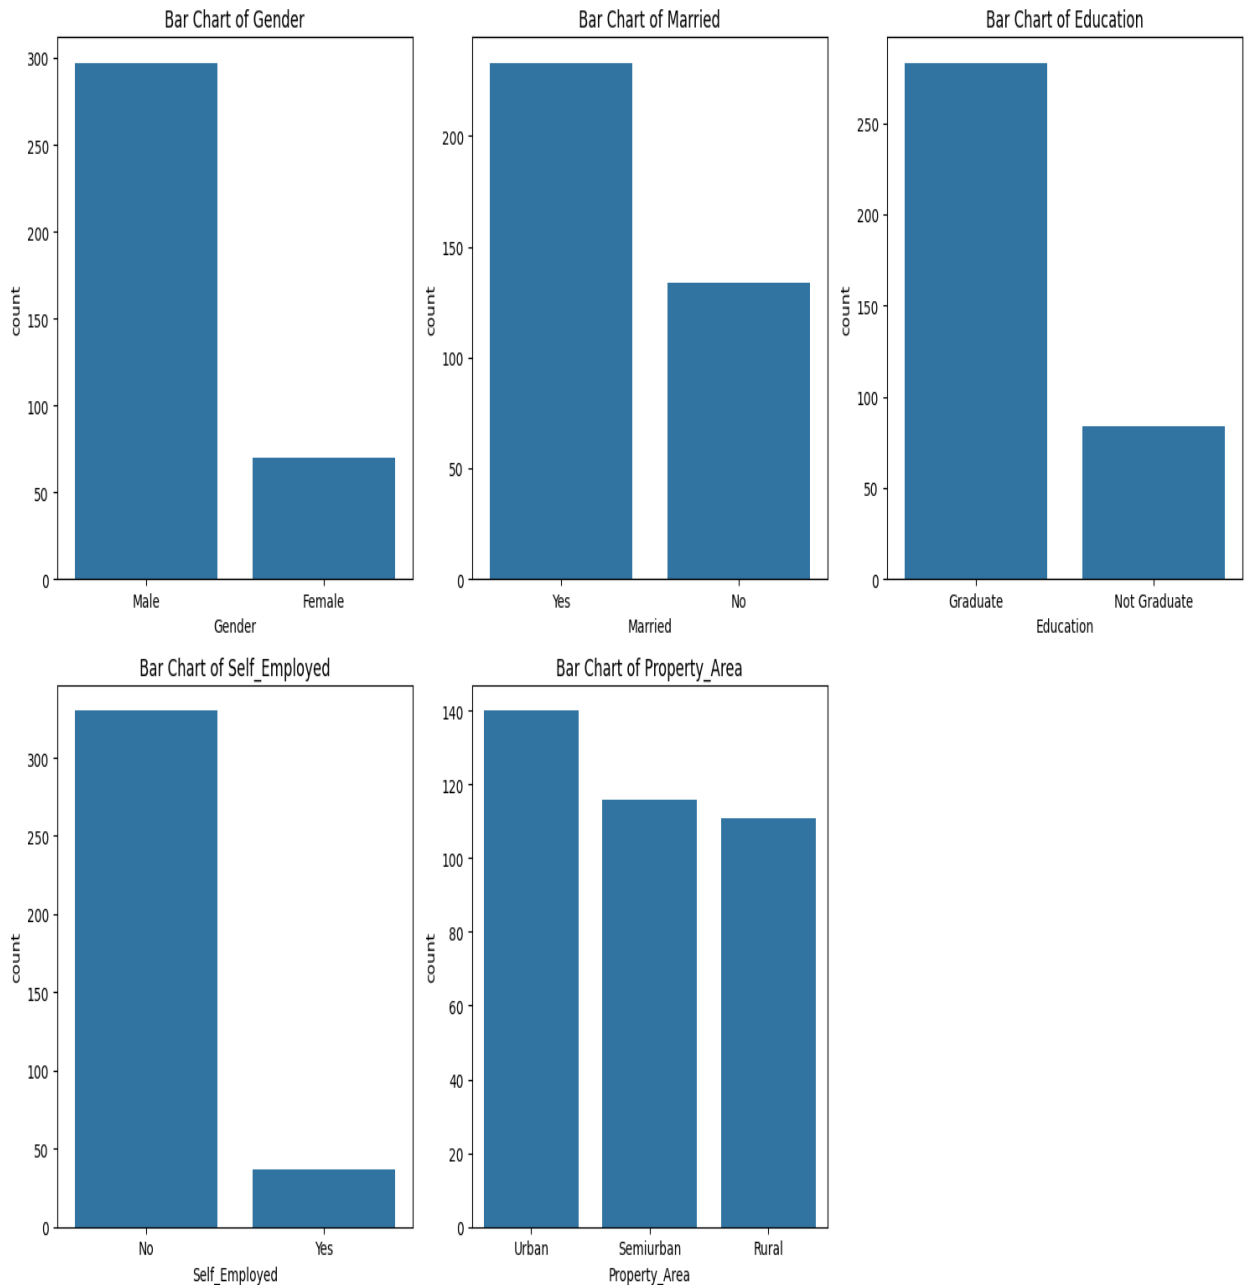 Bar Chart of Gender
300
250
200
150
100
50
0
count
Male Female
Gender
Bar Chart of Married
200
150
100
50
0
count
Yes No
Married
Bar Chart of Education
250
200
150
100
50
0
count
Graduate Not Graduate
Education
Bar Chart of Self_Employed
300
250
200
150
100
50
0
count
No Yes
Self_Employed
Bar Chart of Property_Area
140
120
100
80
60
40
20
0
count
Urban Semiurban Rural
Property_Area